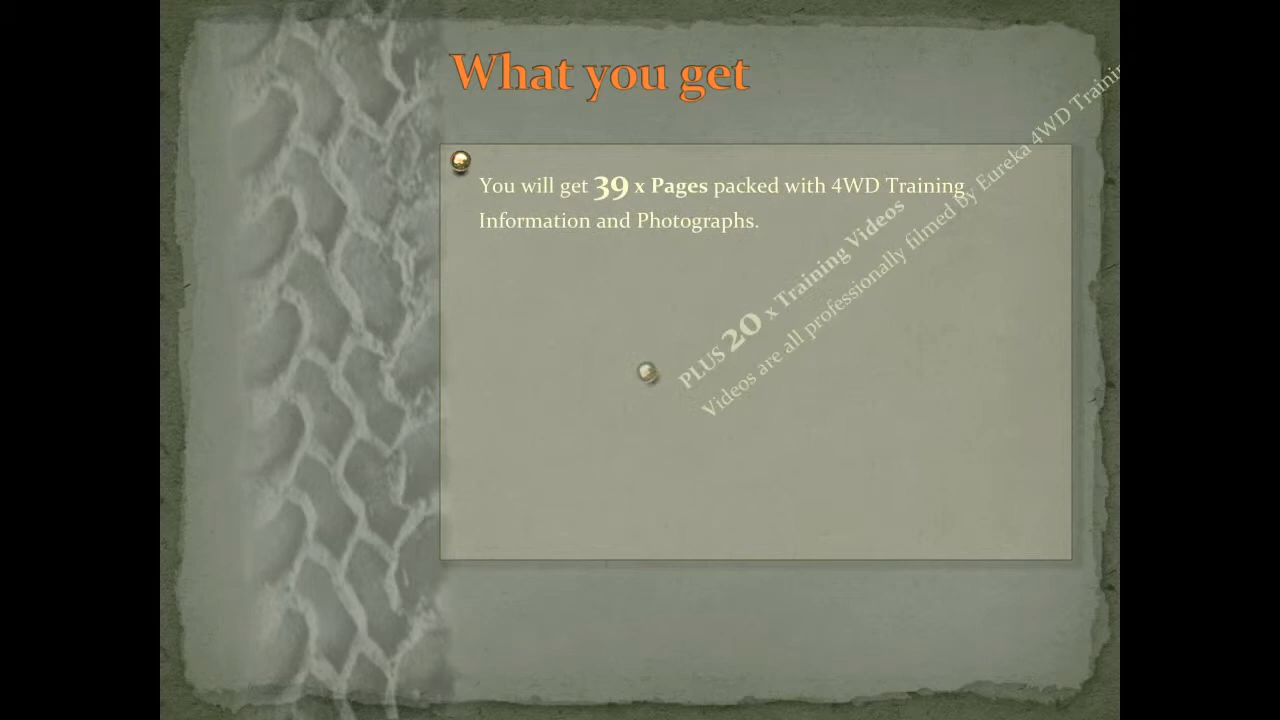 What you get
You will get 39 x Pages packed with 4WD Training
Information and Photographs.
PLUS 20 x Training Videos
Videos are all professionally filmed by Eureka 4WD